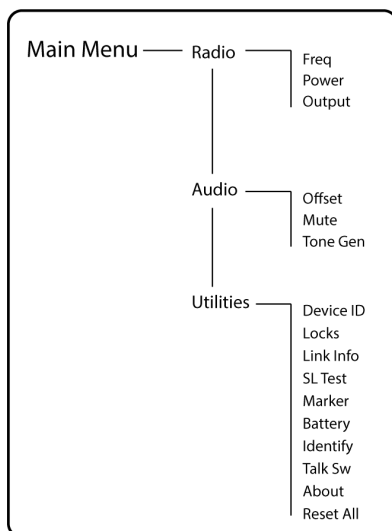 Main Menu
Radio
Freq
Power
Output
Audio
Offset
Mute
Tone Gen
Utilities
Device ID
Locks
Link Info
SL Test
Marker
Battery
Identify
Talk Sw
About
Reset All